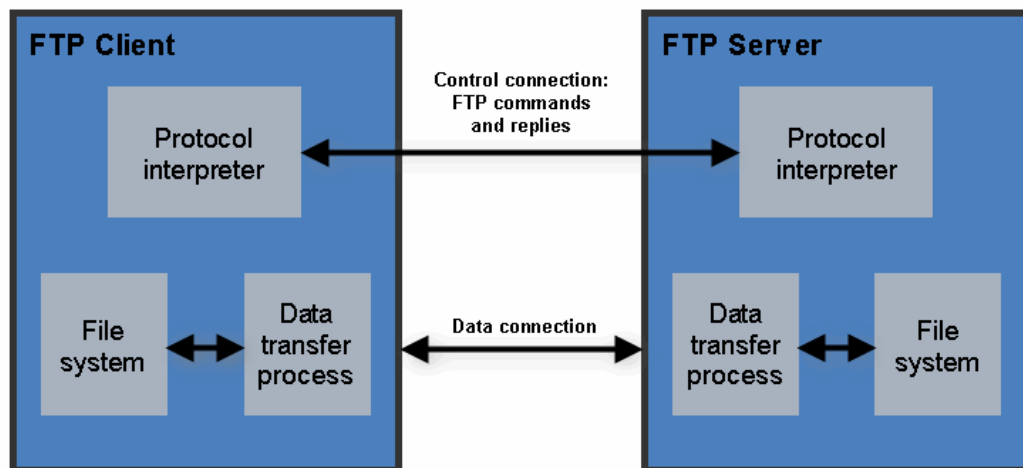 FTP Client
FTP Server
Control connection:
FTP commands
and replies
Protocol
interpreter
Protocol
interpreter
File
system
Data
transfer
process
Data connection
Data
transfer
process
File
system